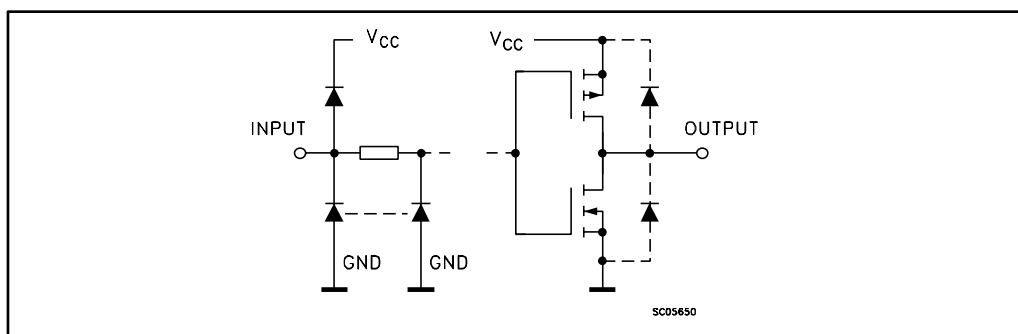 VCC
VCC
INPUT
OUTPUT
GND
GND
SC05650